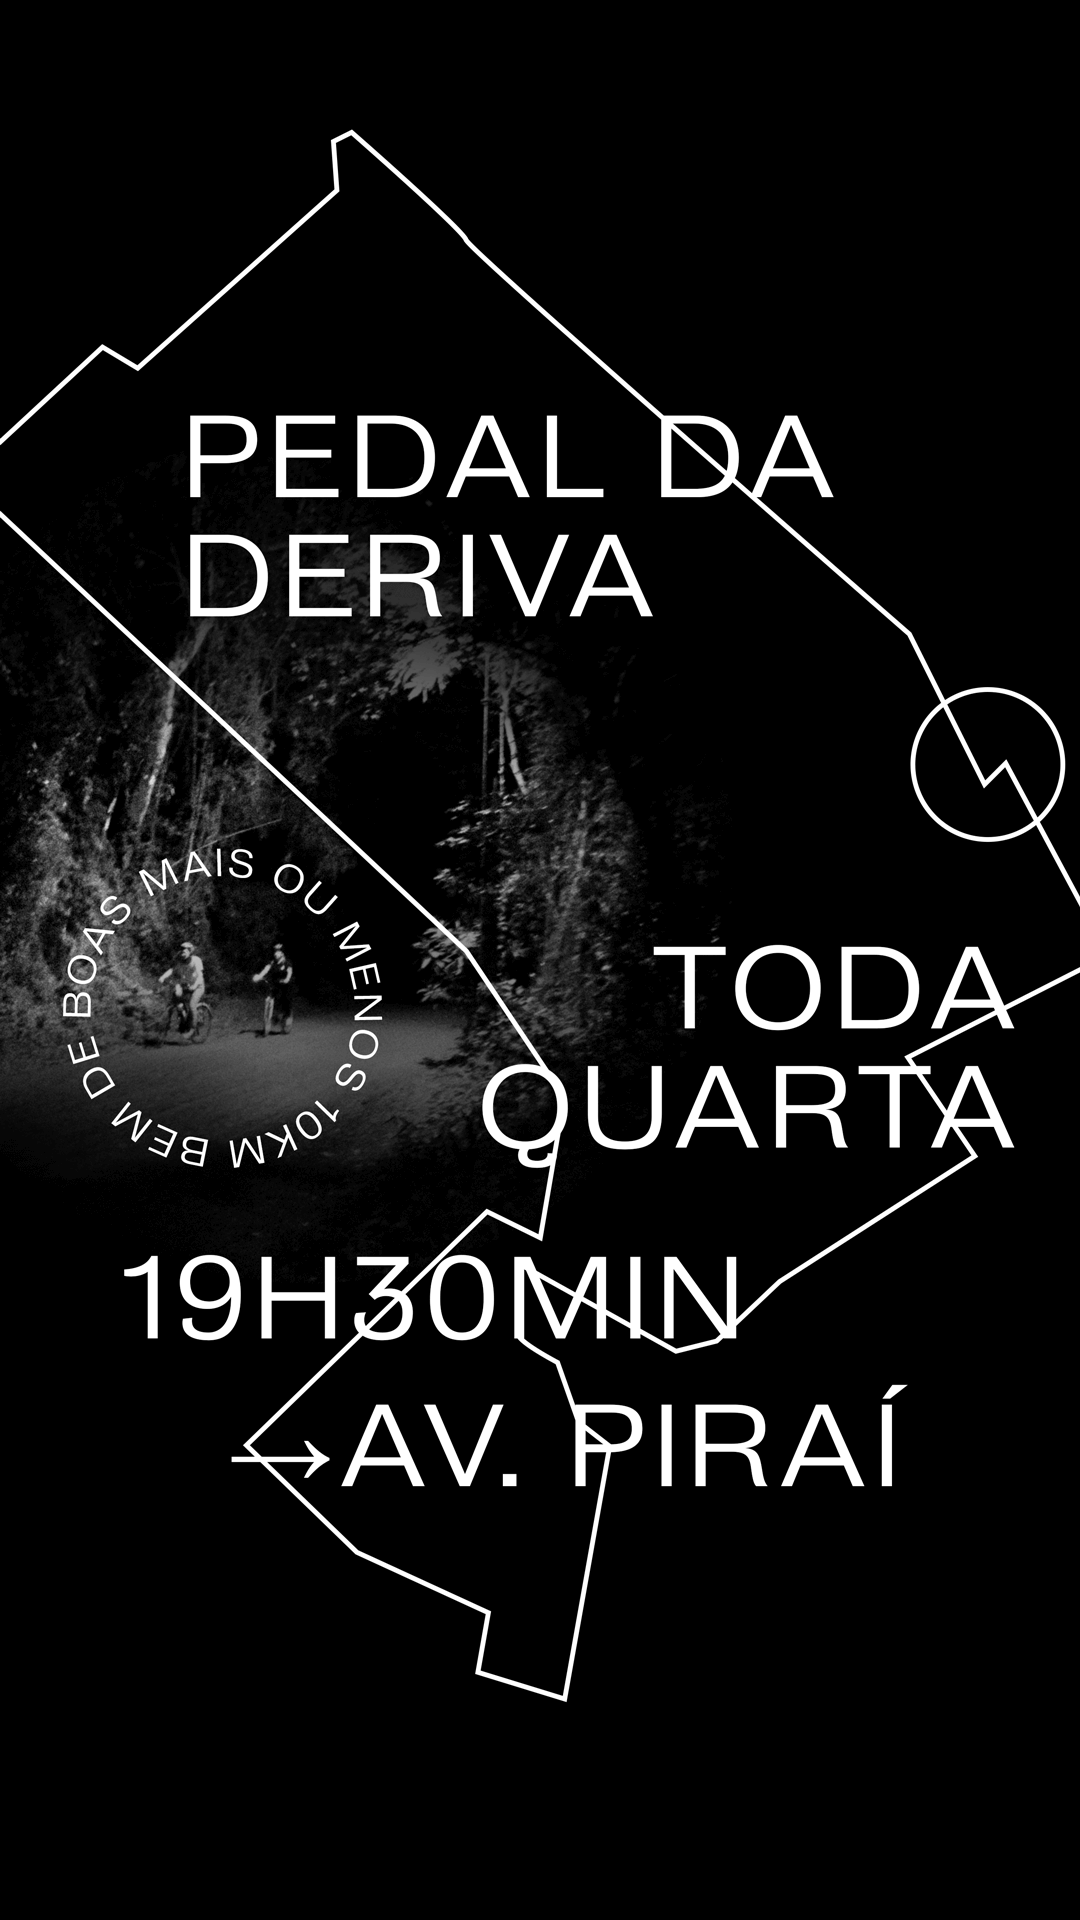 PEDAL DA
DERIVA
MAIS OU MENOS 10KM BEM DE BOAS
TODA
QUARTA
19H30MIN
→AV. PIRAÍ